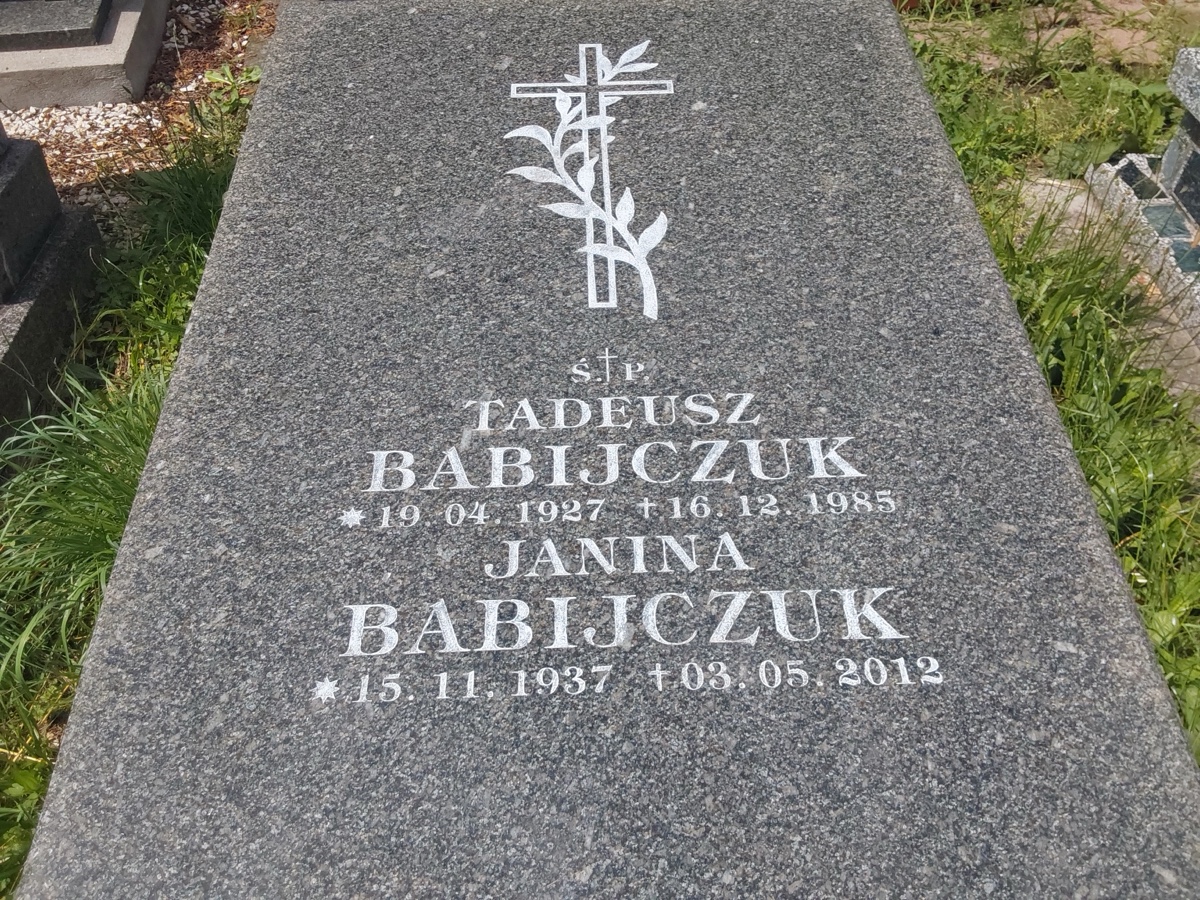 Ś.†P.
TADEUSZ
BABIJCZUK
* 19. 04. 1927 † 16. 12. 1985
JANINA
BABIJCZUK
* 15. 11. 1937 † 03. 05. 2012